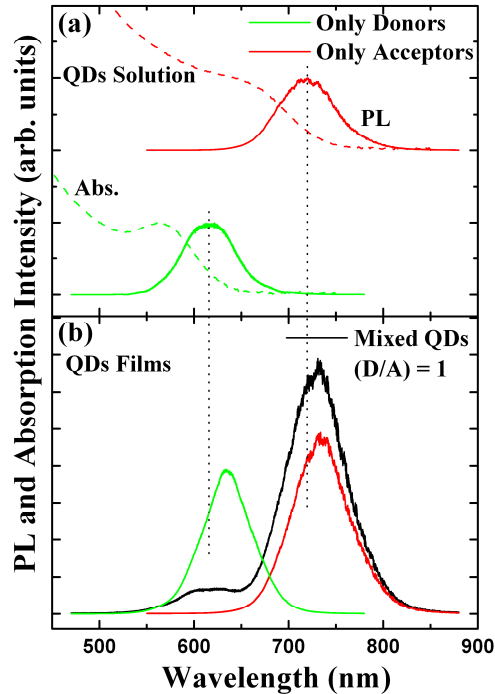 (a)
Only Donors
Only Acceptors
QDs Solution
PL
Abs.
(b)
Mixed QDs
(D/A) = 1
QDs Films
PL and Absorption Intensity (arb. units)
500 600 700 800 900
Wavelength (nm)